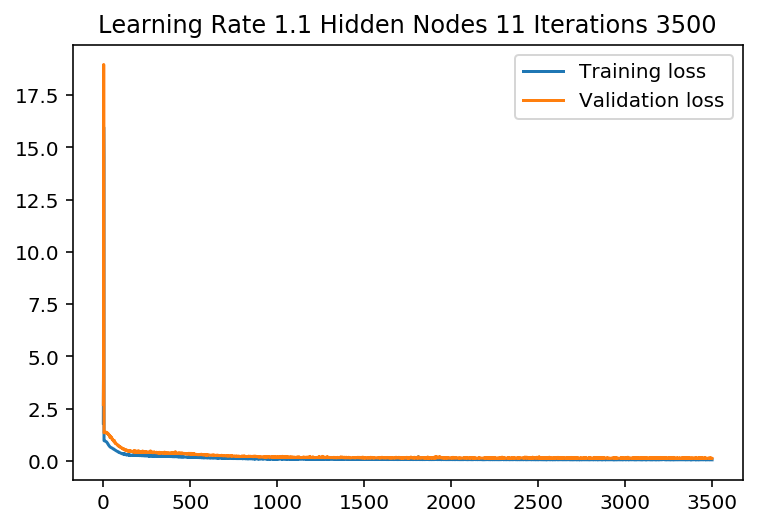 Learning Rate 1.1 Hidden Nodes 11 Iterations 3500
Training loss
Validation loss
17.5
15.0
12.5
10.0
7.5
5.0
2.5
0.0
0 500 1000 1500 2000 2500 3000 3500